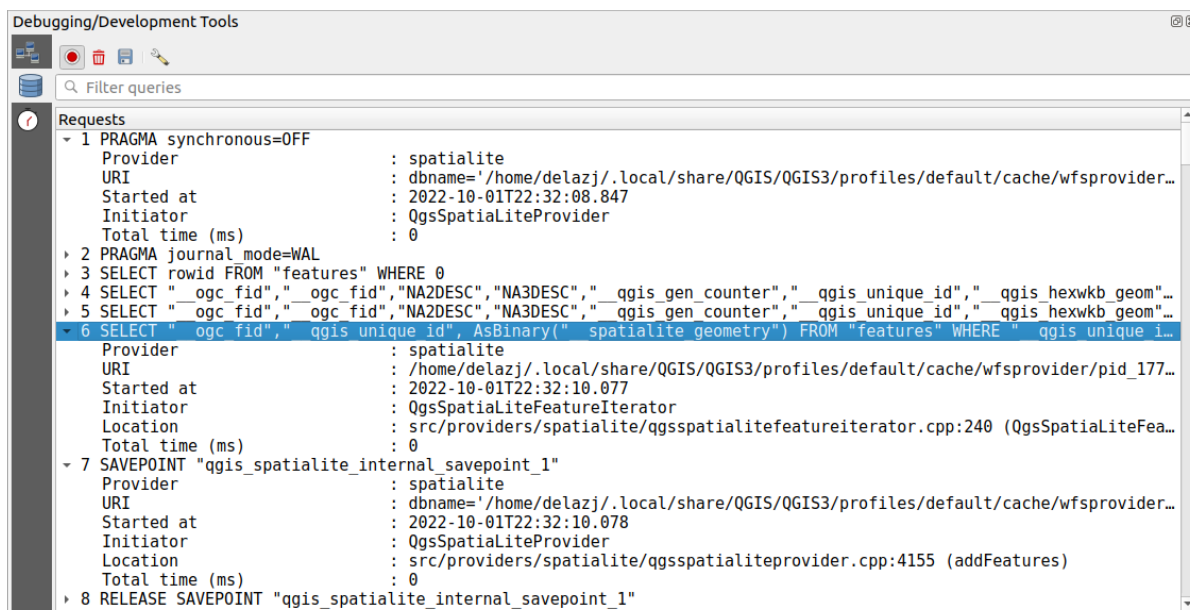 Debugging/Development Tools
Filter queries
Requests
1 PRAGMA synchronous=OFF
Provider : spatialite
URI : dbname='/home/delazj/.local/share/QGIS/QGIS3/profiles/default/cache/wfsprovider…
Started at : 2022-10-01T22:32:08.847
Initiator : QgsSpatiaLiteProvider
Total time (ms) : 0
2 PRAGMA journal_mode=WAL
3 SELECT rowid FROM "features" WHERE 0
4 SELECT "__ogc_fid","__ogc_fid","NA2DESC","NA3DESC","__qgis_gen_counter","__qgis_unique_id","__qgis_hexwkb_geom"…
5 SELECT "__ogc_fid","__ogc_fid","NA2DESC","NA3DESC","__qgis_gen_counter","__qgis_unique_id","__qgis_hexwkb_geom"…
6 SELECT "__ogc_fid","__qgis_unique_id", AsBinary("__spatialite_geometry") FROM "features" WHERE "__qgis_unique_i…
Provider : spatialite
URI : /home/delazj/.local/share/QGIS/QGIS3/profiles/default/cache/wfsprovider/pid_177…
Started at : 2022-10-01T22:32:10.077
Initiator : QgsSpatiaLiteFeatureIterator
Location : src/providers/spatialite/qgsspatialitefeatureiterator.cpp:240 (QgsSpatiaLiteFea…
Total time (ms) : 0
7 SAVEPOINT "qgis_spatialite_internal_savepoint_1"
Provider : spatialite
URI : dbname='/home/delazj/.local/share/QGIS/QGIS3/profiles/default/cache/wfsprovider…
Started at : 2022-10-01T22:32:10.078
Initiator : QgsSpatiaLiteProvider
Location : src/providers/spatialite/qgsspatialiteprovider.cpp:4155 (addFeatures)
Total time (ms) : 0
8 RELEASE SAVEPOINT "qgis_spatialite_internal_savepoint_1"